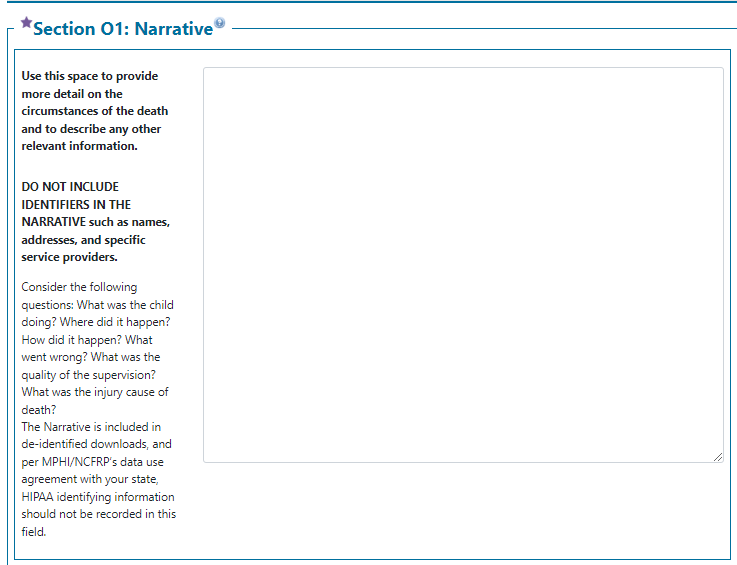 Section O1: Narrative
Use this space to provide
more detail on the
circumstances of the death
and to describe any other
relevant information.
DO NOT INCLUDE
IDENTIFIERS IN THE
NARRATIVE such as names,
addresses, and specific
service providers.
Consider the following
questions: What was the child
doing? Where did it happen?
How did it happen? What
went wrong? What was the
quality of the supervision?
What was the injury cause of
death?
The Narrative is included in
de-identified downloads, and
per MPHI/NCFRP's data use
agreement with your state,
HIPAA identifying information
should not be recorded in this
field.